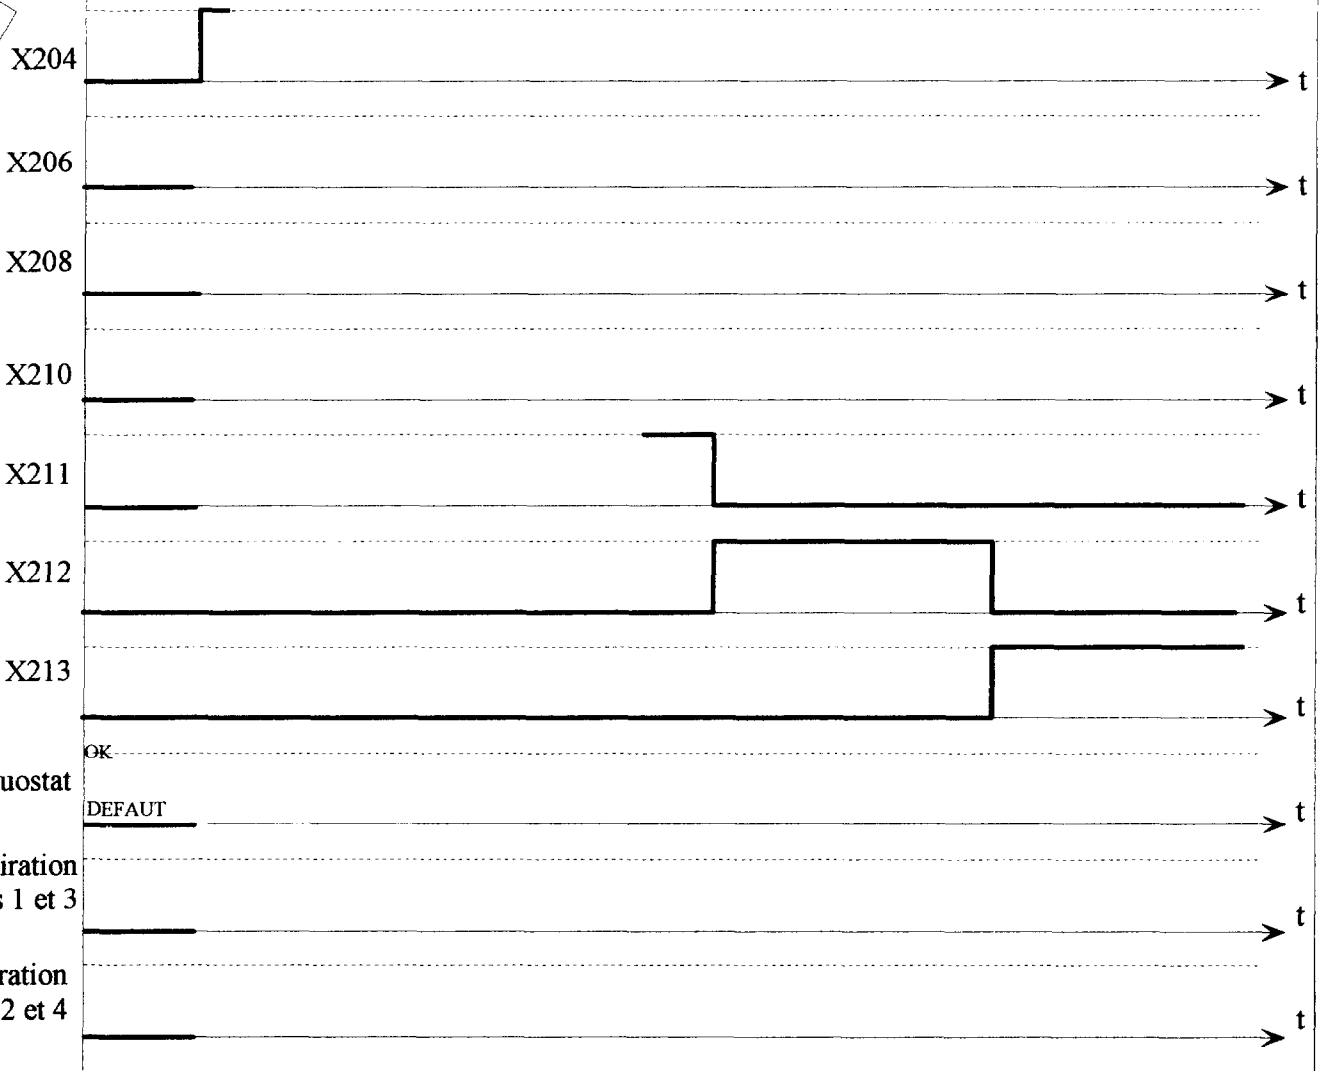 X204
t
X206
t
X208
t
X210
t
X211
t
X212
t
X213
t
OK
uostat
DEFAUT
t
iration
s 1 et 3
t
ration
2 et 4
t